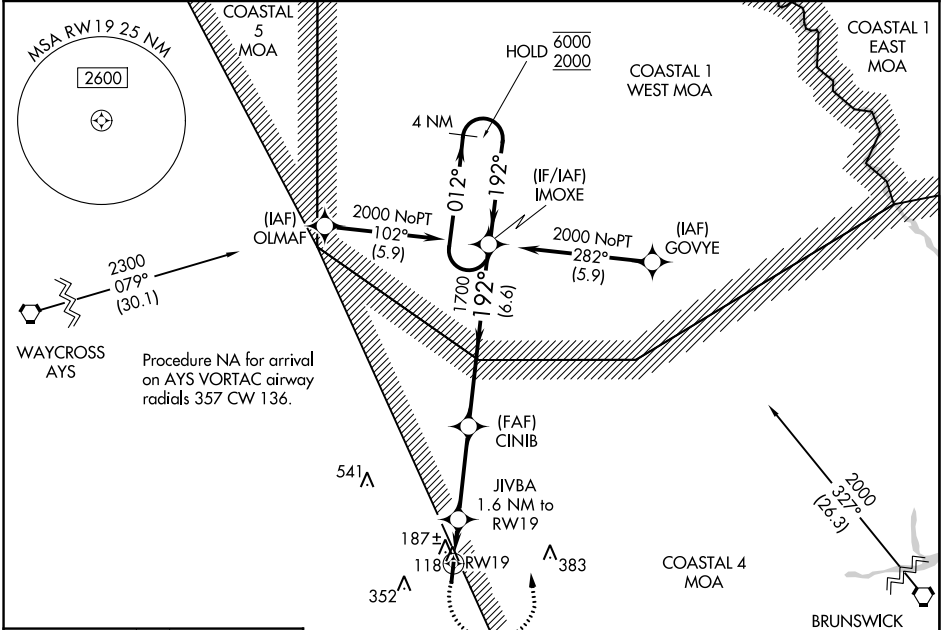 MSA RW19 25 NM
2600
COASTAL
5
MOA
HOLD
6000
2000
COASTAL 1
WEST MOA
COASTAL 1
EAST
MOA
4 NM
012°
192°
(IF/IAF)
IMOXE
(IAF)
OLMAF
2000 NoPT
102°
(5.9)
2000 NoPT
282°
(5.9)
(IAF)
GOVYE
2300
079°
(30.1)
1700
192°
(6.6)
WAYCROSS
AYS
Procedure NA for arrival
on AYS VORTAC airway
radials 357 CW 136.
(FAF)
CINIB
541
JIVBA
1.6 NM to
RW19
2000
327°
(26.3)
187±
118
RW19
383
352
COASTAL 4
MOA
BRUNSWICK